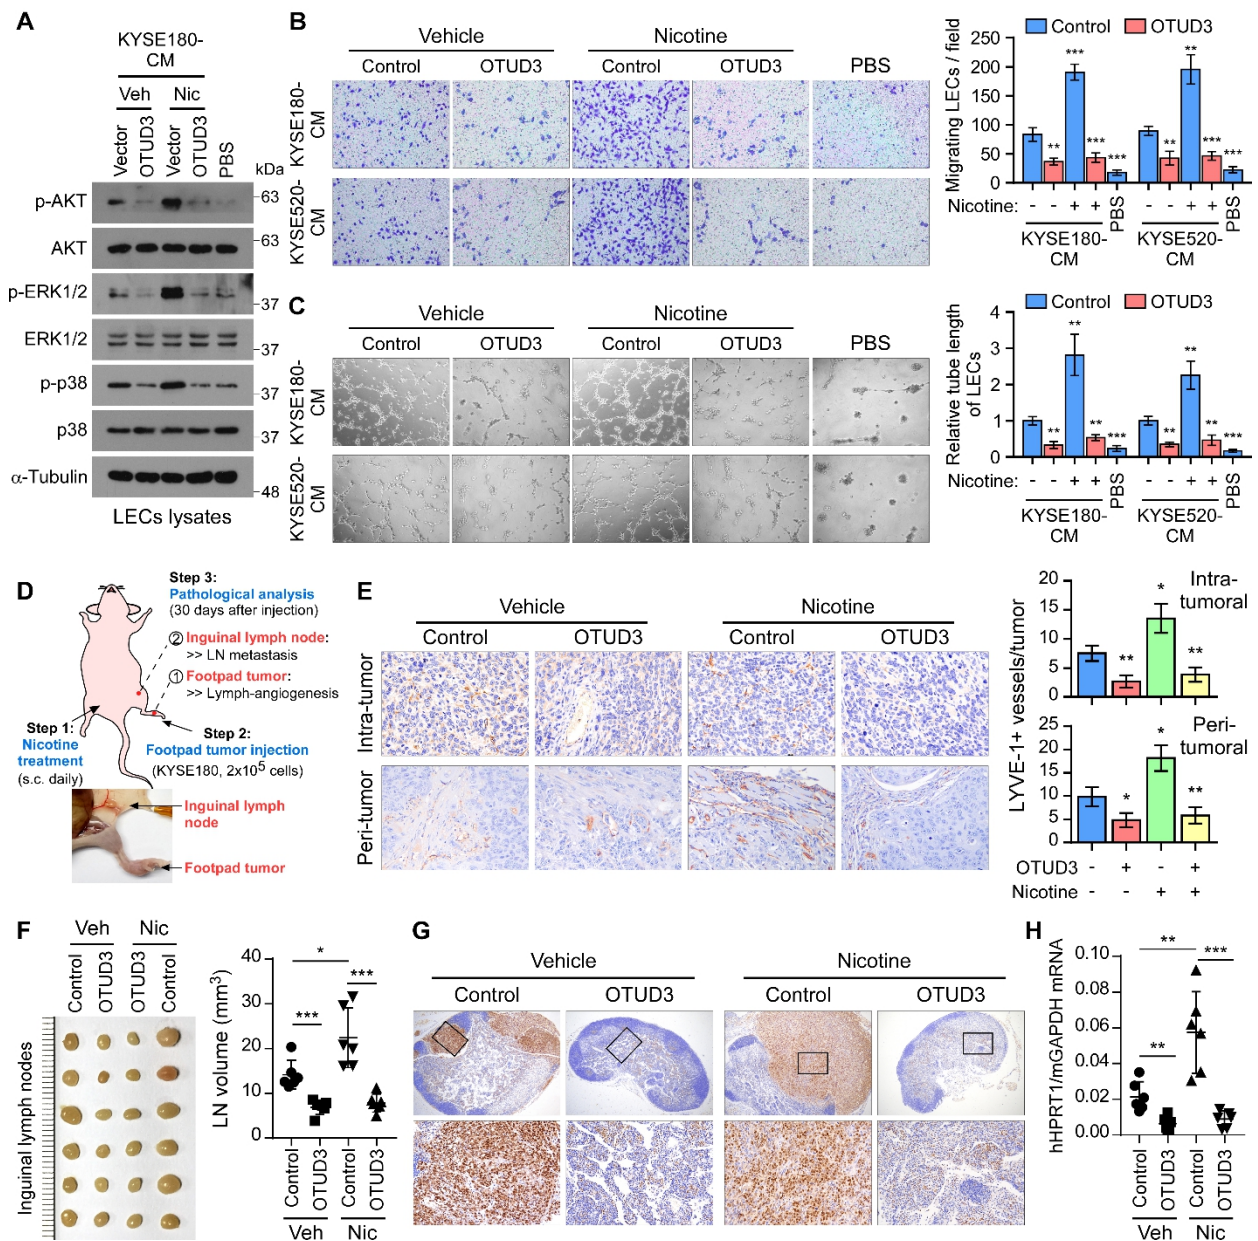 A
KYSE180-
CM
Veh Nic
Vector OTUD3 Vector OTUD3 PBS
kDa
p-AKT 63
AKT 63
p-ERK1/2 37
ERK1/2 37
p-p38 37
p38 37
α-Tubulin 48
LECs lysates
B
Vehicle Nicotine
Control OTUD3 Control OTUD3 PBS
KYSE180-
CM
KYSE520-
CM
Control OTUD3
Migrating LECs / field
250
200
150
100
50
0
*** **
** *** *** ** *** ***
Nicotine: - - + + PBS - - + + PBS
KYSE180-
CM
KYSE520-
CM
C
Vehicle Nicotine
Control OTUD3 Control OTUD3 PBS
KYSE180-
CM
KYSE520-
CM
Control OTUD3
Relative tube length
of LECs
6
4
2
1
0
** **
** ** *** ** ** ***
Nicotine: - - + + PBS - - + + PBS
KYSE180-
CM
KYSE520-
CM
D
Step 3:
Pathological analysis
(30 days after injection)
② Inguinal lymph node:
>> LN metastasis
① Footpad tumor:
>> Lymph-angiogenesis
Step 1:
Nicotine
treatment
(s.c. daily)
Step 2:
Footpad tumor injection
(KYSE180, 2x10⁵ cells)
Inguinal lymph
node
Footpad tumor
E
Vehicle Nicotine
Control OTUD3 Control OTUD3
Intra-tumor
Peri-tumor
LYVE-1+ vessels/tumor
20
15
10
5
0
Intra-
tumoral
** * **
25
20
15
10
5
0
Peri-
tumoral
* * **
OTUD3 - + - +
Nicotine - - + +
F
Veh Nic
Control OTUD3 OTUD3 Control
Inguinal lymph nodes
LN volume (mm³)
40
30
20
10
0
*
*** ***
Control OTUD3 Control OTUD3
Veh Nic
G
Vehicle Nicotine
Control OTUD3 Control OTUD3
H
hHPRT1/mGAPDH mRNA
0.10
0.08
0.06
0.04
0.02
0.00
** ***
**
Control OTUD3 Control OTUD3
Veh Nic